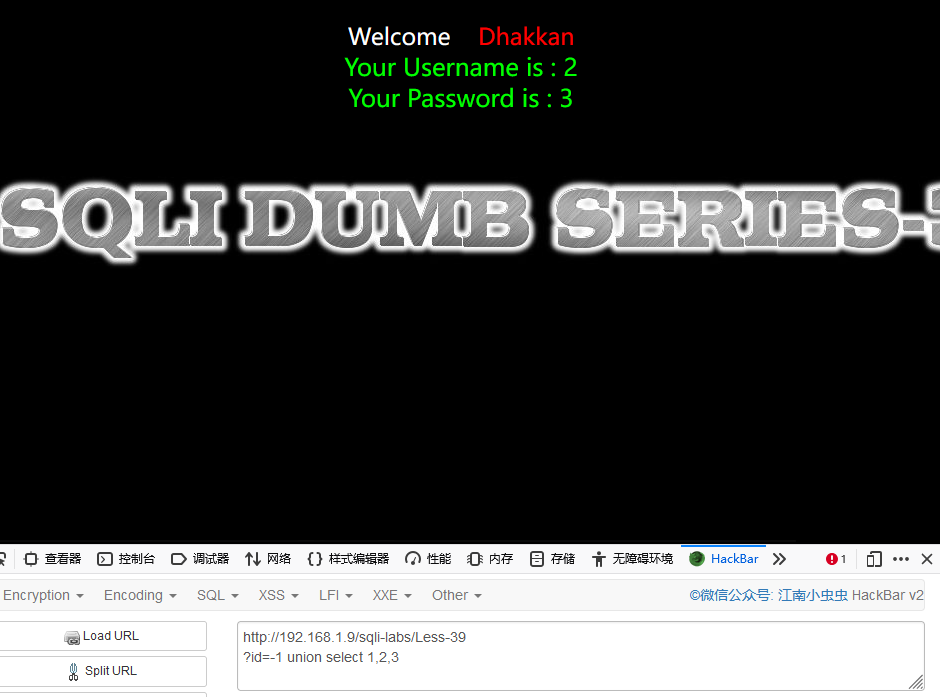 Welcome Dhakkan
Your Username is : 2
Your Password is : 3
SQLI DUMB SERIES-
查看器 控制台 调试器 网络 样式编辑器 性能 内存 存储 无障碍环境 HackBar 1
Encryption Encoding SQL XSS LFI XXE Other ©微信公众号: 江南小虫虫 HackBar v2
Load URL
Split URL
http://192.168.1.9/sqli-labs/Less-39
?id=-1 union select 1,2,3